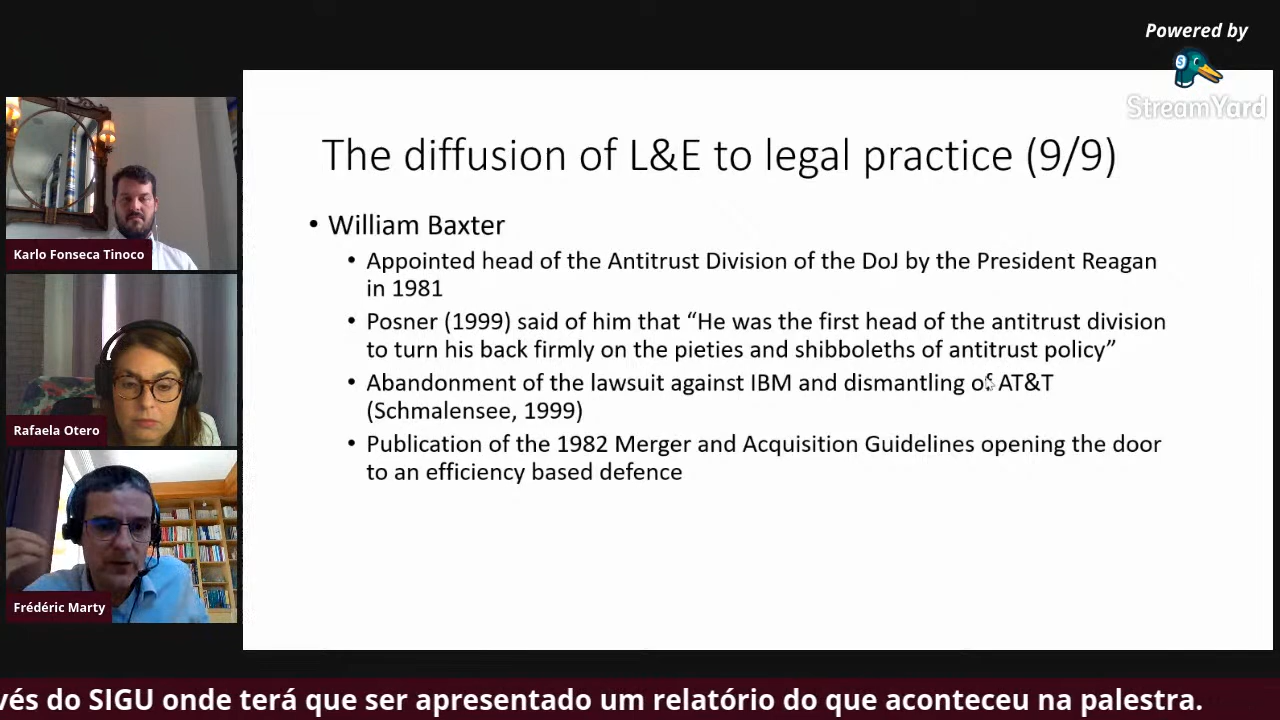 Powered by
StreamYard
The diffusion of L&E to legal practice (9/9)
• William Baxter
• Appointed head of the Antitrust Division of the DoJ by the President Reagan
in 1981
• Posner (1999) said of him that “He was the first head of the antitrust division
to turn his back firmly on the pieties and shibboleths of antitrust policy”
• Abandonment of the lawsuit against IBM and dismantling of AT&T
(Schmalensee, 1999)
• Publication of the 1982 Merger and Acquisition Guidelines opening the door
to an efficiency based defence
Karlo Fonseca Tinoco
Rafaela Otero
Frédéric Marty
vés do SIGU onde terá que ser apresentado um relatório do que aconteceu na palestra.